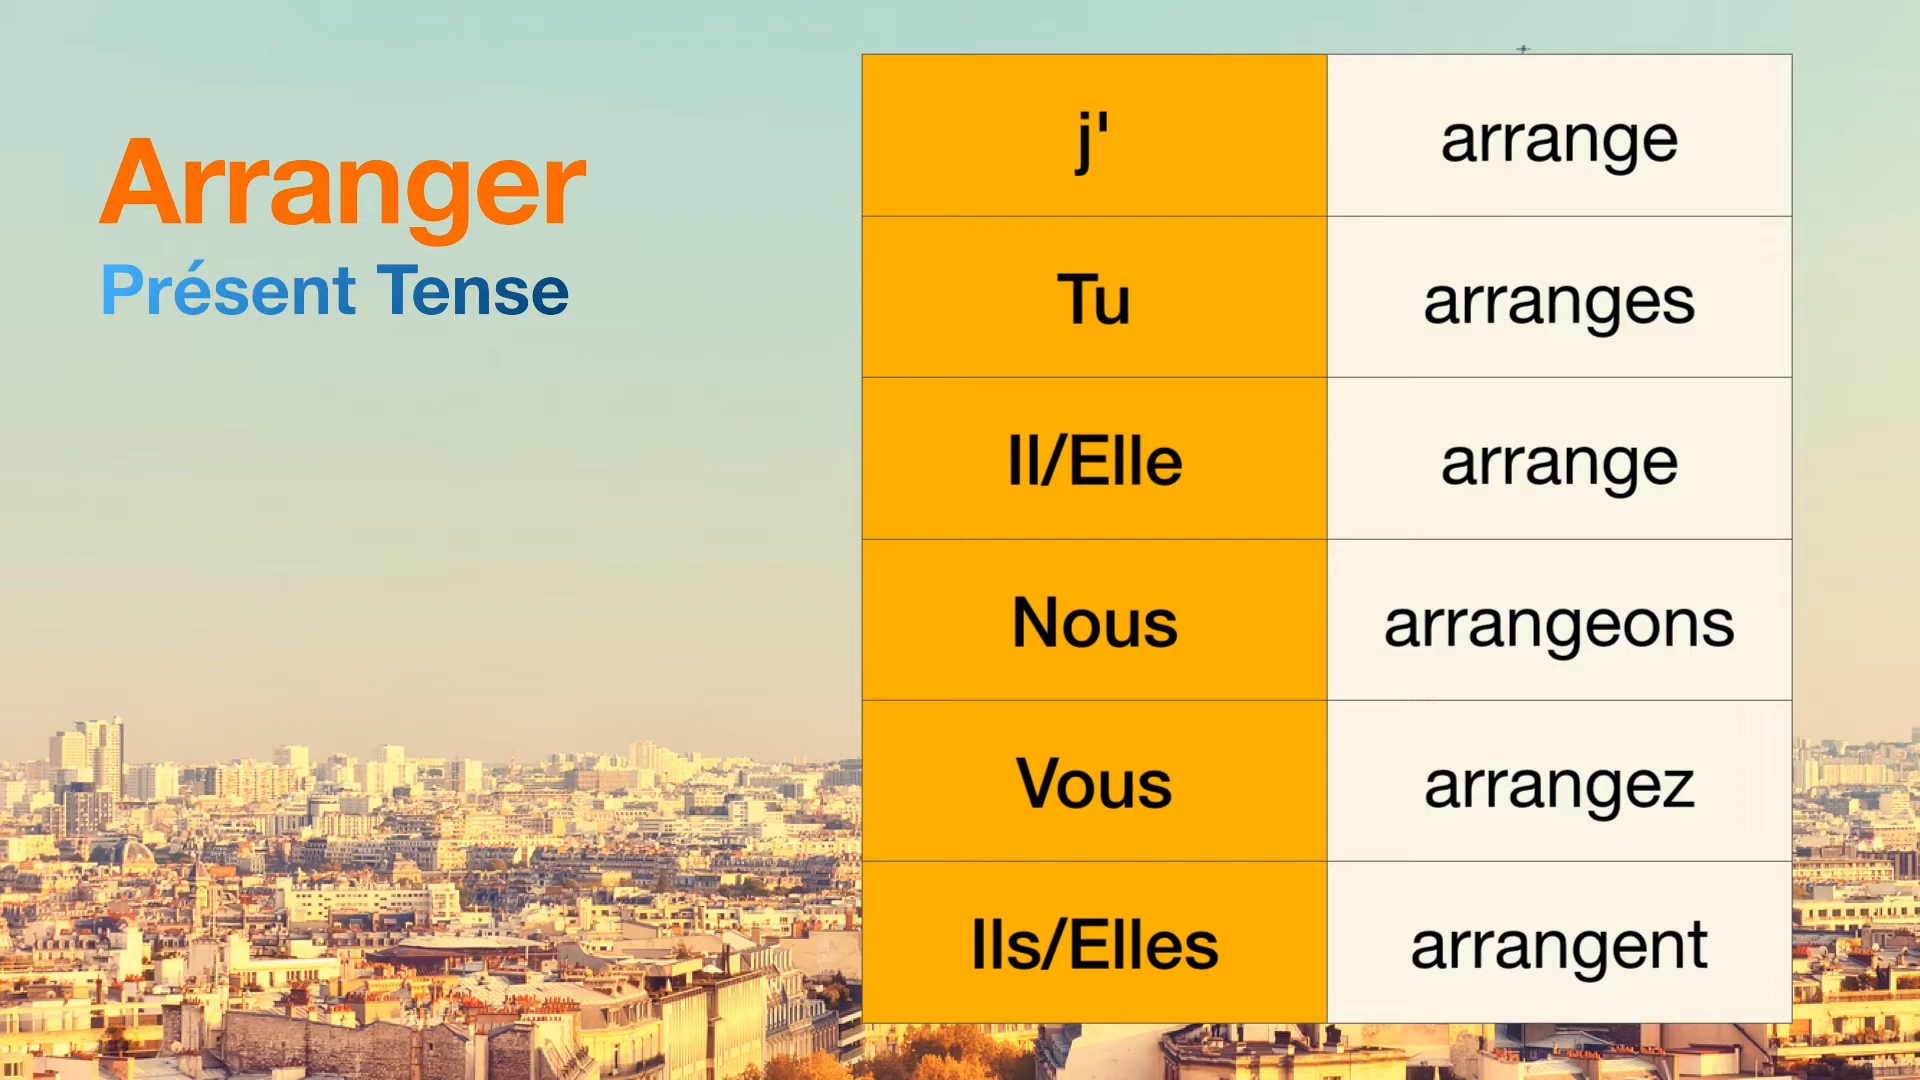 Arranger
Présent Tense
j' arrange
Tu arranges
Il/Elle arrange
Nous arrangeons
Vous arrangez
Ils/Elles arrangent